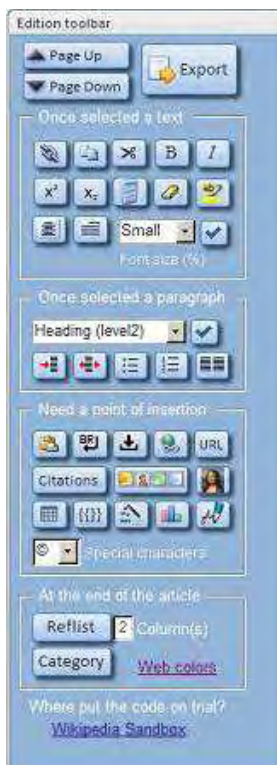 Edition toolbar
Page Up
Page Down
Export
Once selected a text
B I
x² x₂
Small
Font size (%)
Once selected a paragraph
Heading (level2)
Need a point of insertion
BR URL
Citations
{{}}
© Special characters
At the end of the article
Reflist 2 Column(s)
Category Web colors
Where put the code on trial?
Wikipedia Sandbox